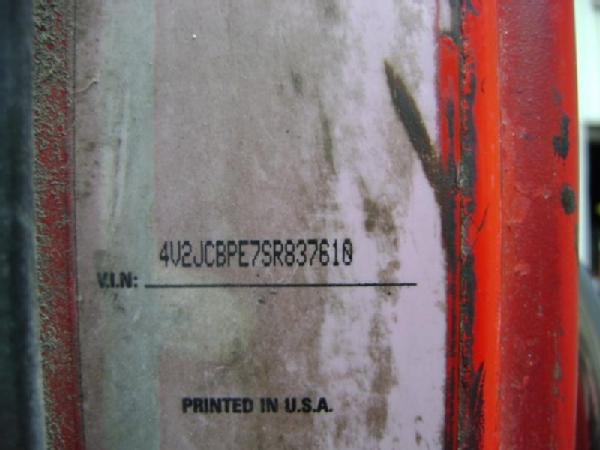 4V2JCBPE7SR837610
V.I.N:
PRINTED IN U.S.A.